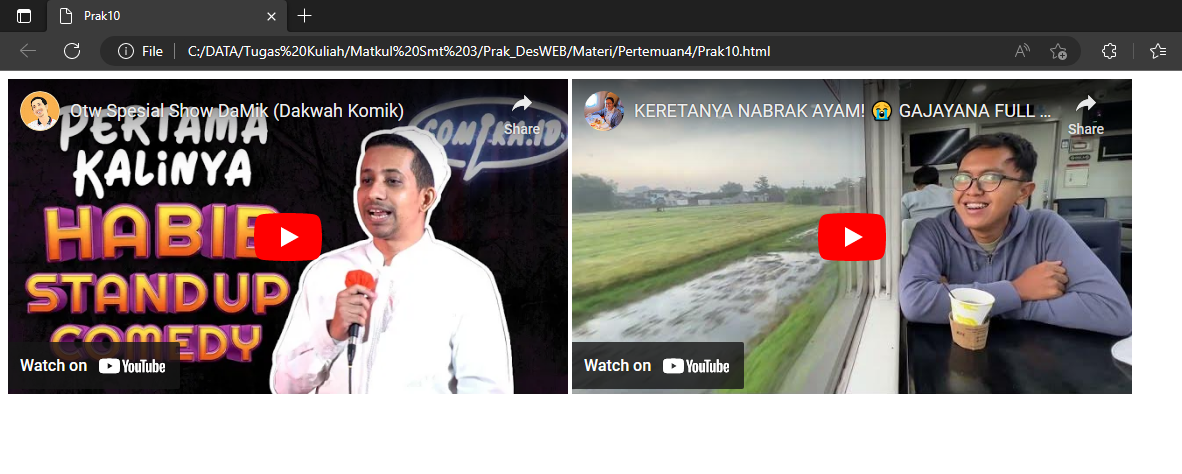 Prak10
File
C:/DATA/Tugas%20Kuliah/Matkul%20Smt%203/Prak_DesWEB/Materi/Pertemuan4/Prak10.html
Otw Spesial Show DaMik (Dakwah Komik)
Share
PERTAMA
KALINYA
HABIB
STANDUP
COMEDY
COMIKA.ID
Watch on YouTube
KERETANYA NABRAK AYAM! 😭 GAJAYANA FULL ...
Share
Watch on YouTube